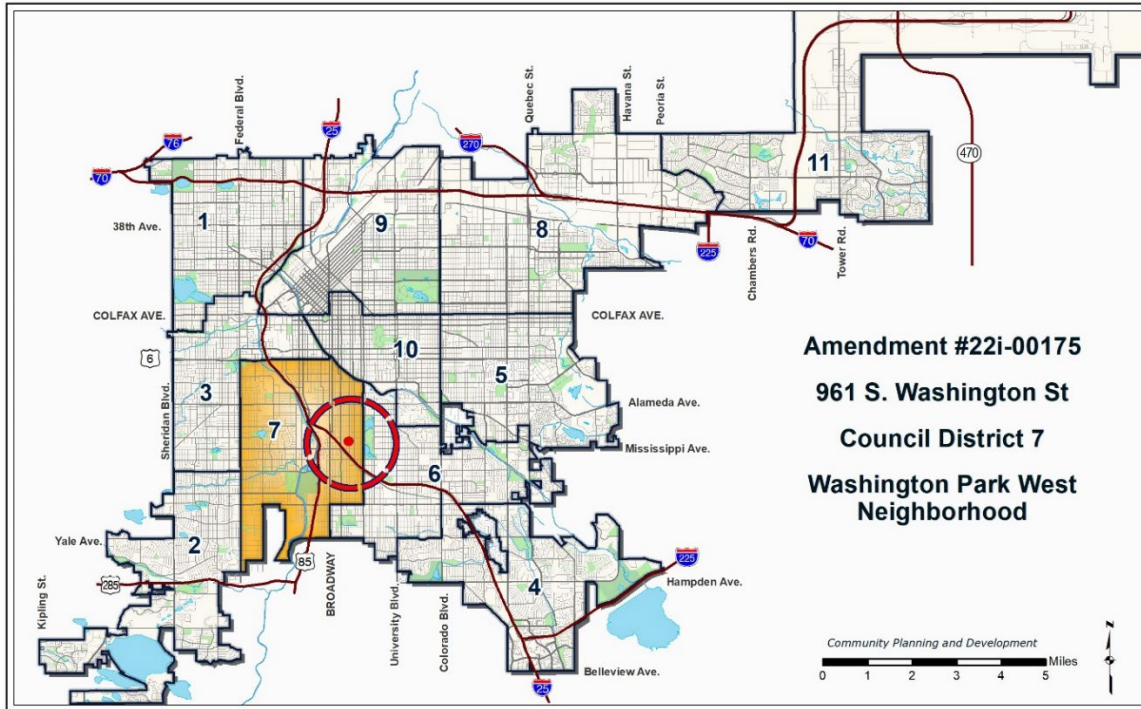 Federal Blvd.
Quebec St.
Havana St.
Peoria St.
25
76
270
70
470
11
1
9
8
38th Ave.
225
70
Chambers Rd.
Tower Rd.
COLFAX AVE.
COLFAX AVE.
6
10
5
3
Sheridan Blvd.
Alameda Ave.
7
Mississippi Ave.
6
Yale Ave.
2
85
285
Kipling St.
BROADWAY
University Blvd.
Colorado Blvd.
4
225
Hampden Ave.
Belleview Ave.
25
Amendment #22i-00175
961 S. Washington St
Council District 7
Washington Park West
Neighborhood
Community Planning and Development
Miles
0 1 2 3 4 5
N